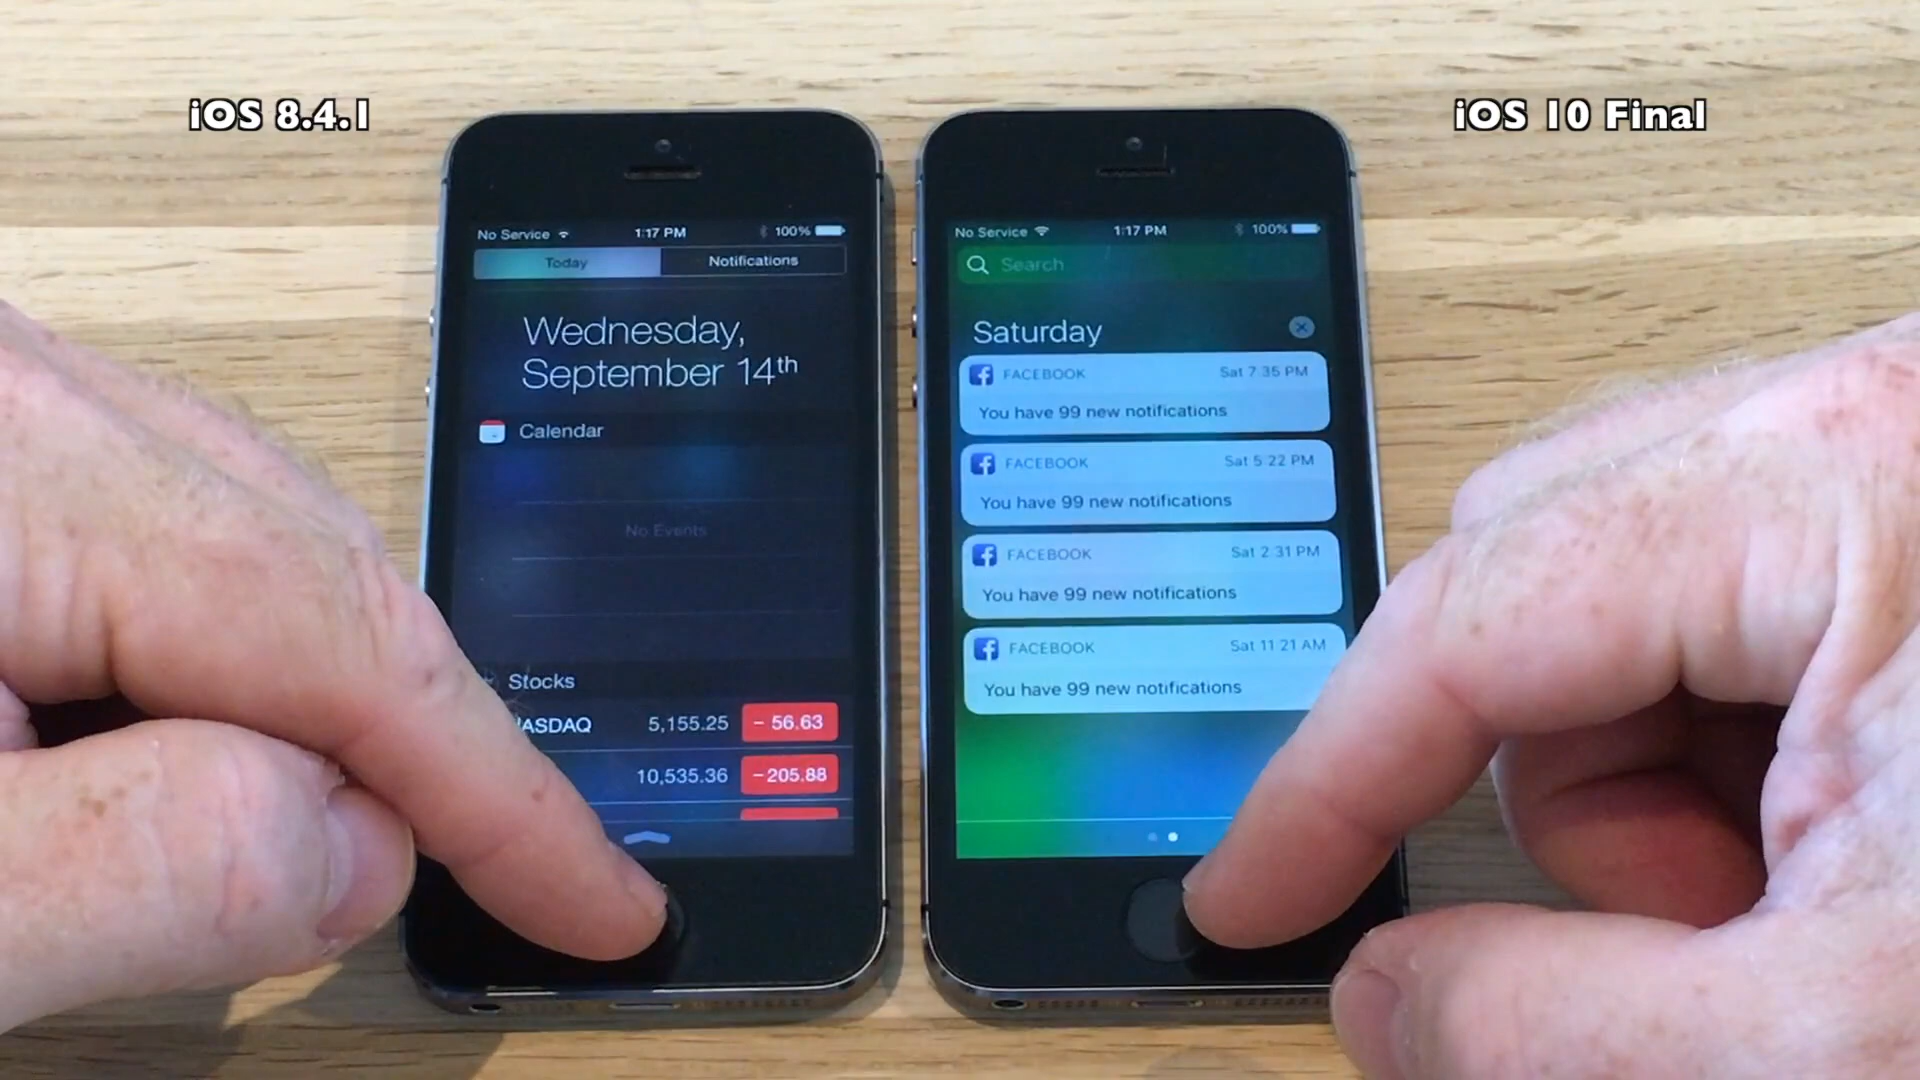 iOS 8.4.1
iOS 10 Final
No Service 1:17 PM 100%
Today Notifications
Wednesday,
September 14th
Calendar
No Events
Stocks
5,155.25 - 56.63
10,535.36 -205.88
No Service 1:17 PM 100%
Search
Saturday
FACEBOOK Sat 7:35 PM
You have 99 new notifications
FACEBOOK Sat 5:22 PM
You have 99 new notifications
FACEBOOK Sat 2:31 PM
You have 99 new notifications
FACEBOOK Sat 11:21 AM
You have 99 new notifications